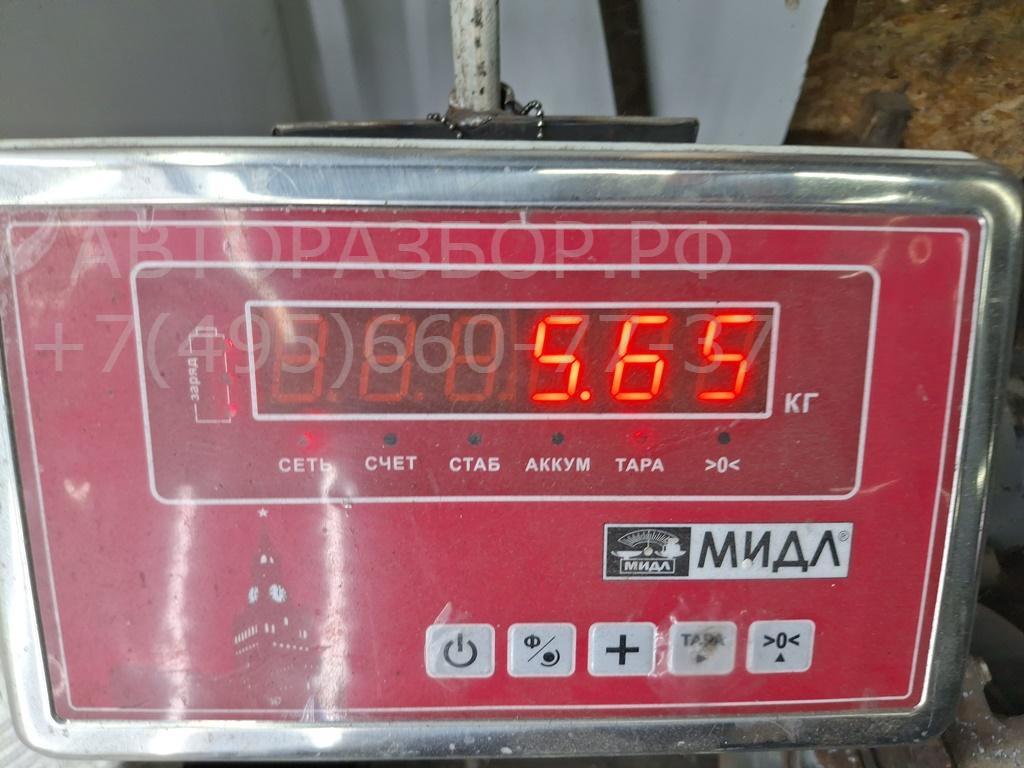 АВТОРАЗБОР.РФ
+7(495)660-77-37
заряд
5.65
КГ
СЕТЬ СЧЕТ СТАБ АККУМ ТАРА >0<
МИДЛ МИДЛ®
Ф ТАРА >0<